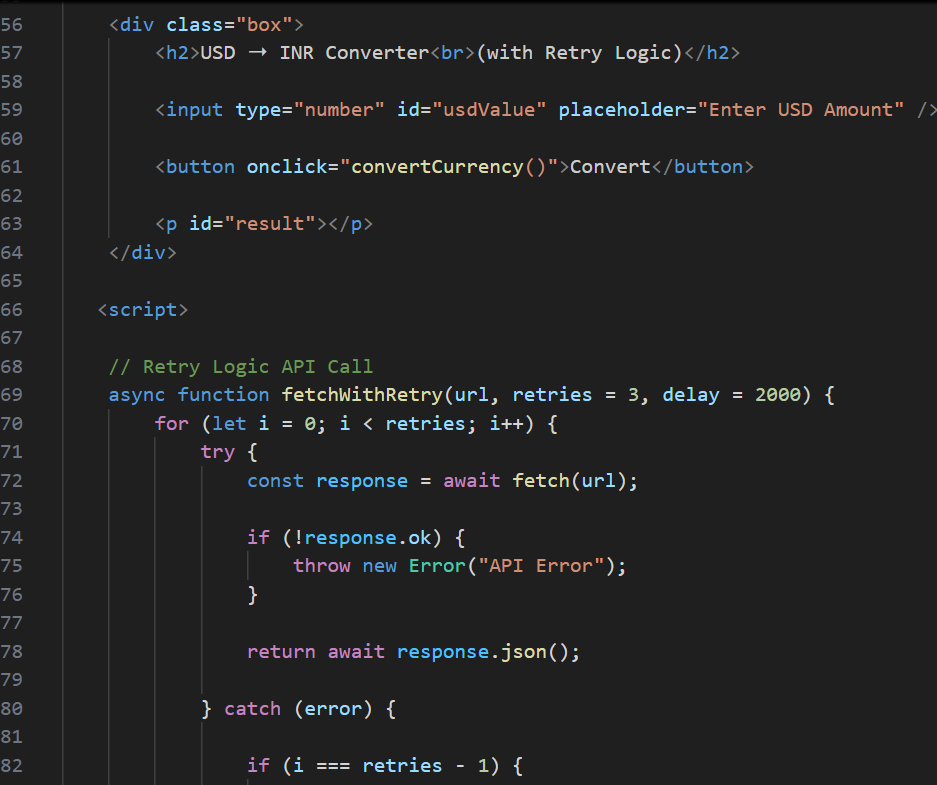 56 <div class="box">
57 <h2>USD → INR Converter<br>(with Retry Logic)</h2>
58
59 <input type="number" id="usdValue" placeholder="Enter USD Amount" />
60
61 <button onclick="convertCurrency()">Convert</button>
62
63 <p id="result"></p>
64 </div>
65
66 <script>
67
68 // Retry Logic API Call
69 async function fetchWithRetry(url, retries = 3, delay = 2000) {
70 for (let i = 0; i < retries; i++) {
71 try {
72 const response = await fetch(url);
73
74 if (!response.ok) {
75 throw new Error("API Error");
76 }
77
78 return await response.json();
79
80 } catch (error) {
81
82 if (i === retries - 1) {